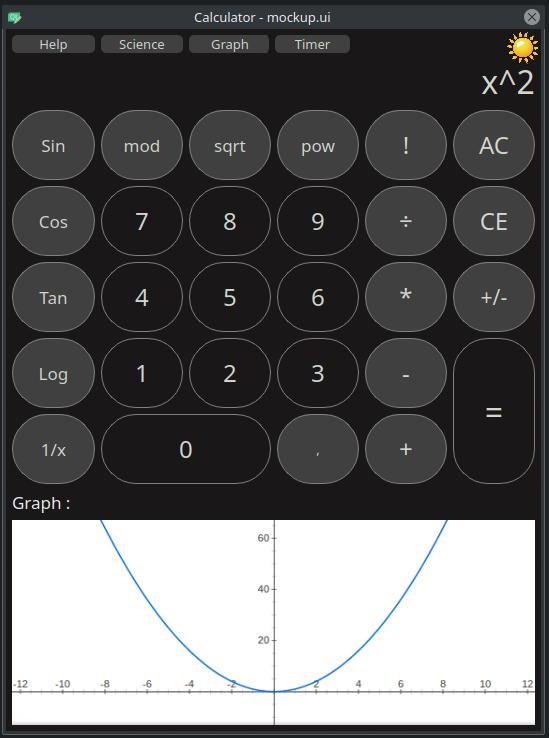 Calculator - mockup.ui
Help Science Graph Timer
x^2
Sin mod sqrt pow ! AC
Cos 7 8 9 ÷ CE
Tan 4 5 6 * +/-
Log 1 2 3 - =
1/x 0 , +
Graph :
60
40
20
-12 -10 -8 -6 -4 -2 2 4 6 8 10 12